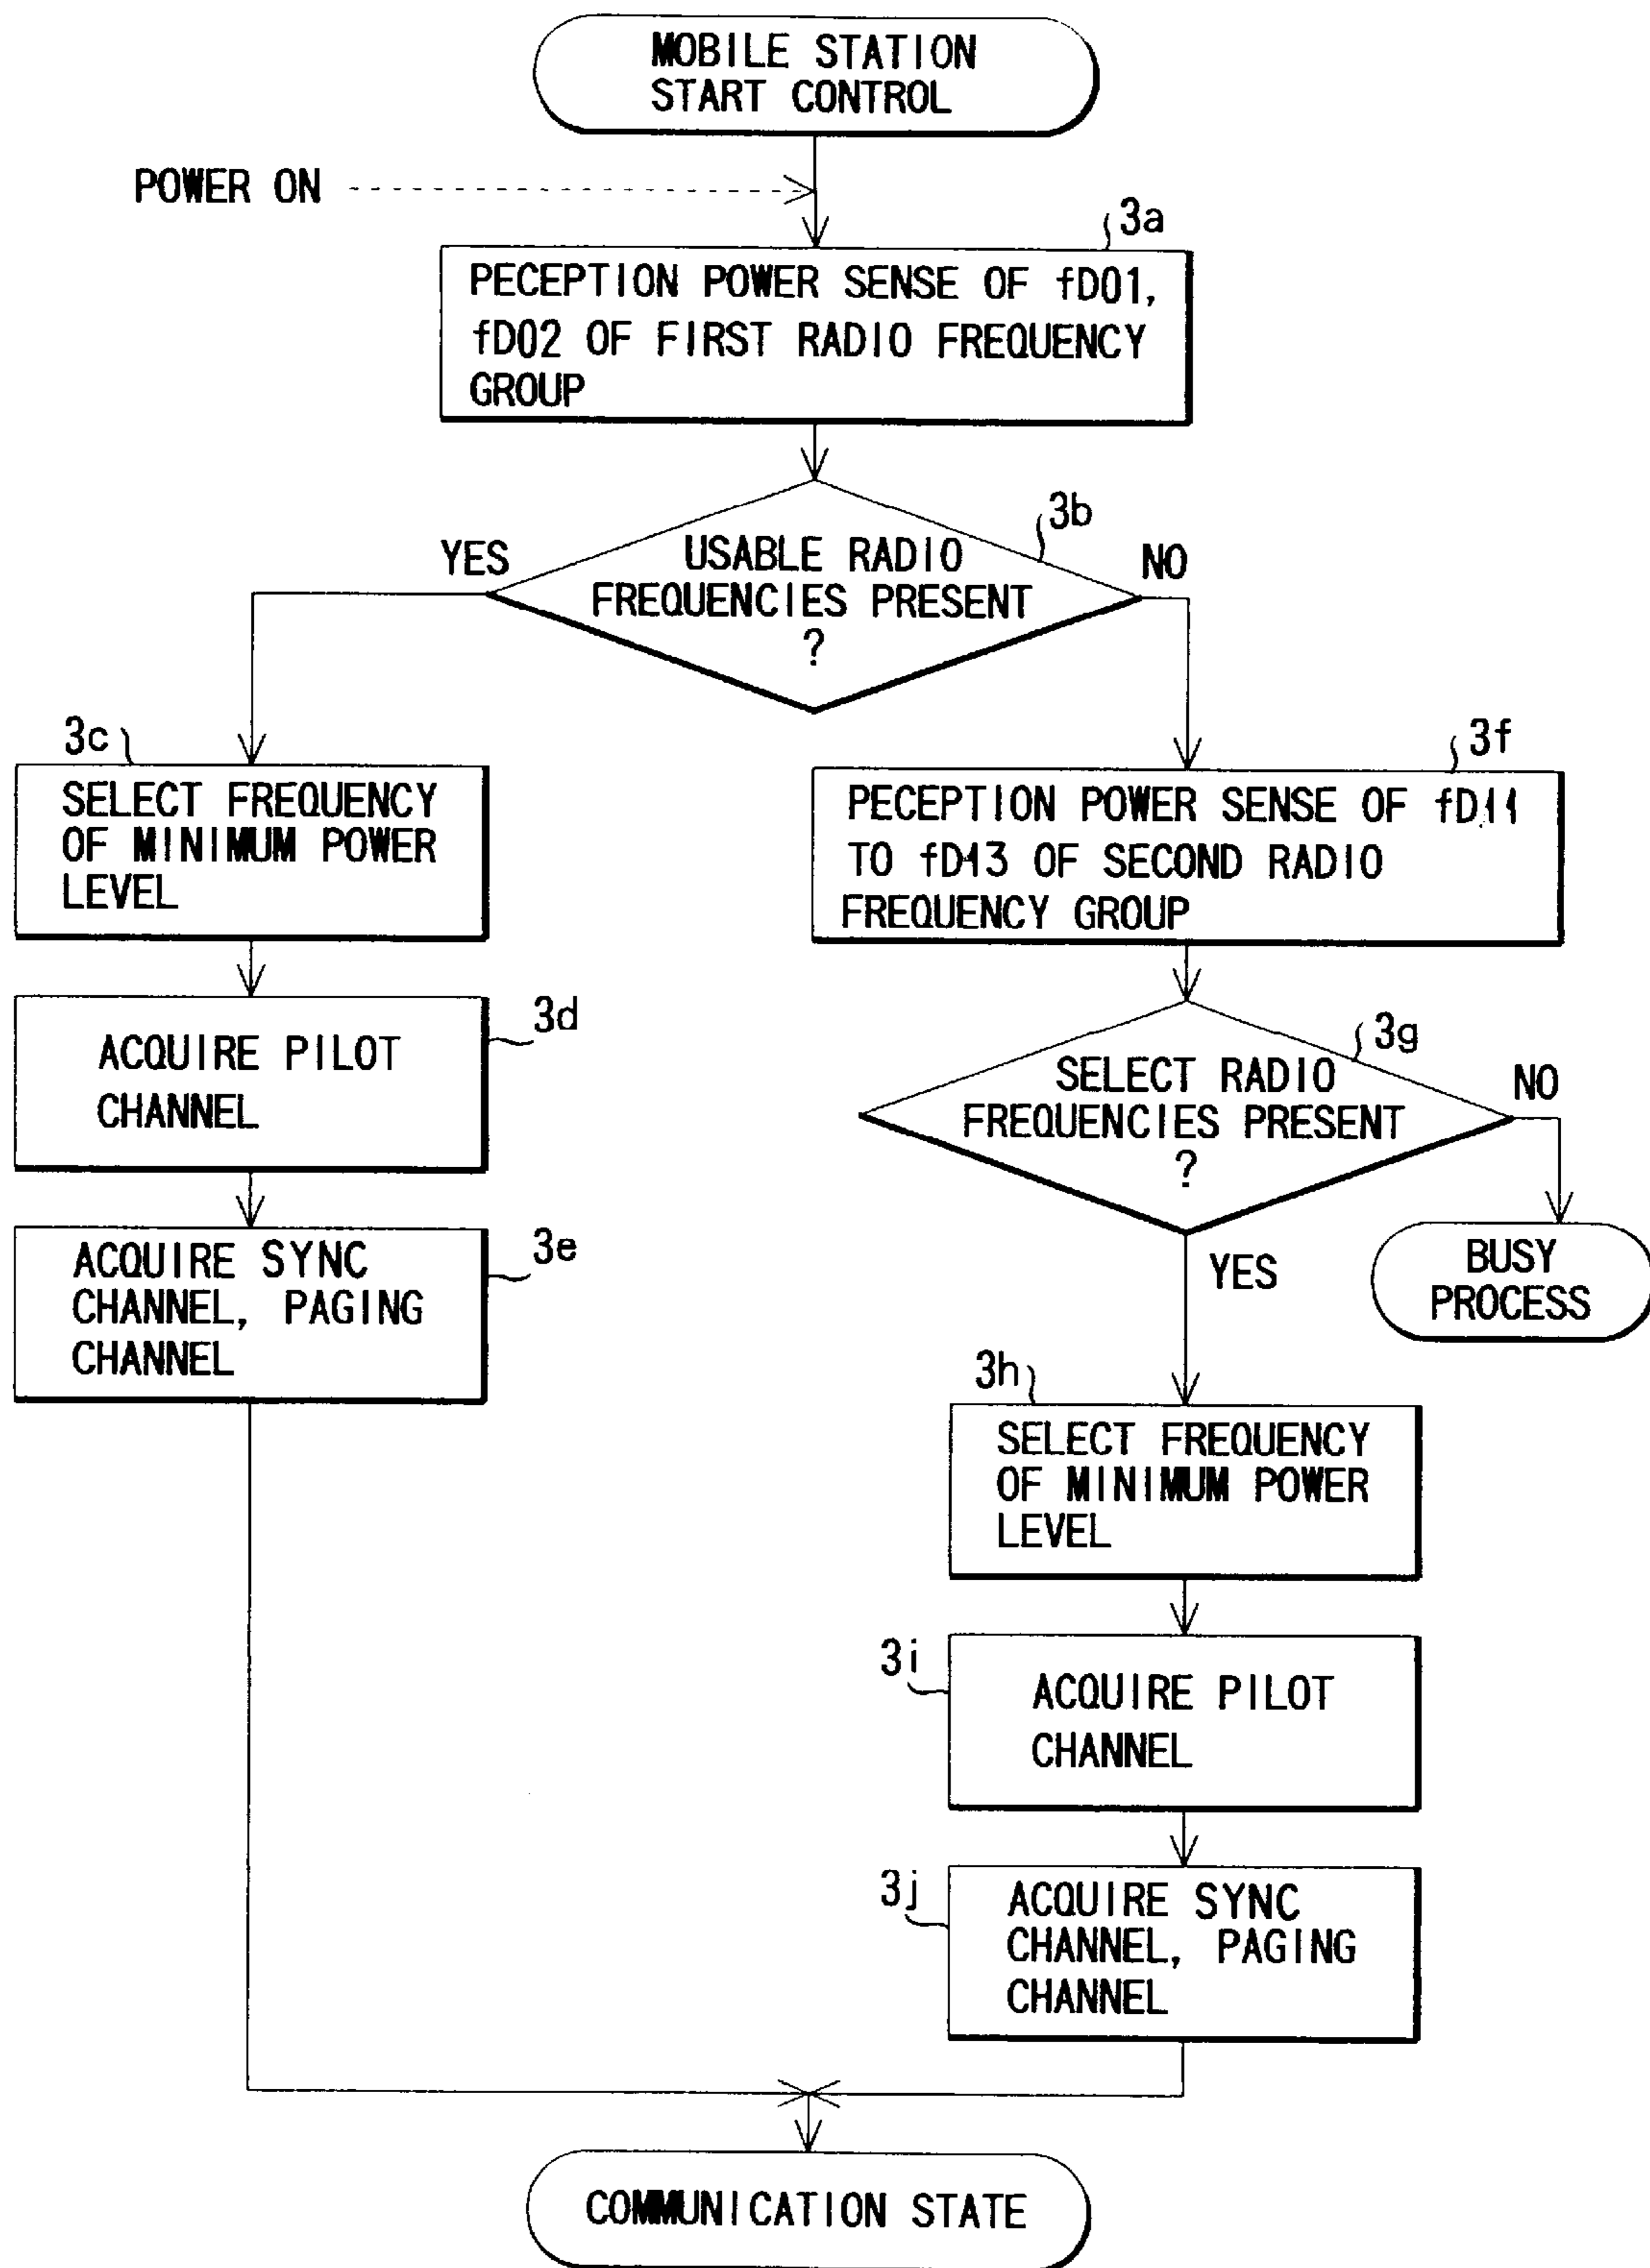 MOBILE STATION
START CONTROL
POWER ON
3a
PECEPTION POWER SENSE OF fD01,
fD02 OF FIRST RADIO FREQUENCY
GROUP
3b
YES
USABLE RADIO
NO
FREQUENCIES PRESENT
?
3c
SELECT FREQUENCY
OF MINIMUM POWER
LEVEL
3f
PECEPTION POWER SENSE OF fD11
TO fD13 OF SECOND RADIO
FREQUENCY GROUP
3d
ACQUIRE PILOT
CHANNEL
3g
SELECT RADIO
NO
FREQUENCIES PRESENT
?
3e
ACQUIRE SYNC
CHANNEL, PAGING
CHANNEL
YES
BUSY
PROCESS
3h
SELECT FREQUENCY
OF MINIMUM POWER
LEVEL
3i
ACQUIRE PILOT
CHANNEL
3j
ACQUIRE SYNC
CHANNEL, PAGING
CHANNEL
COMMUNICATION STATE